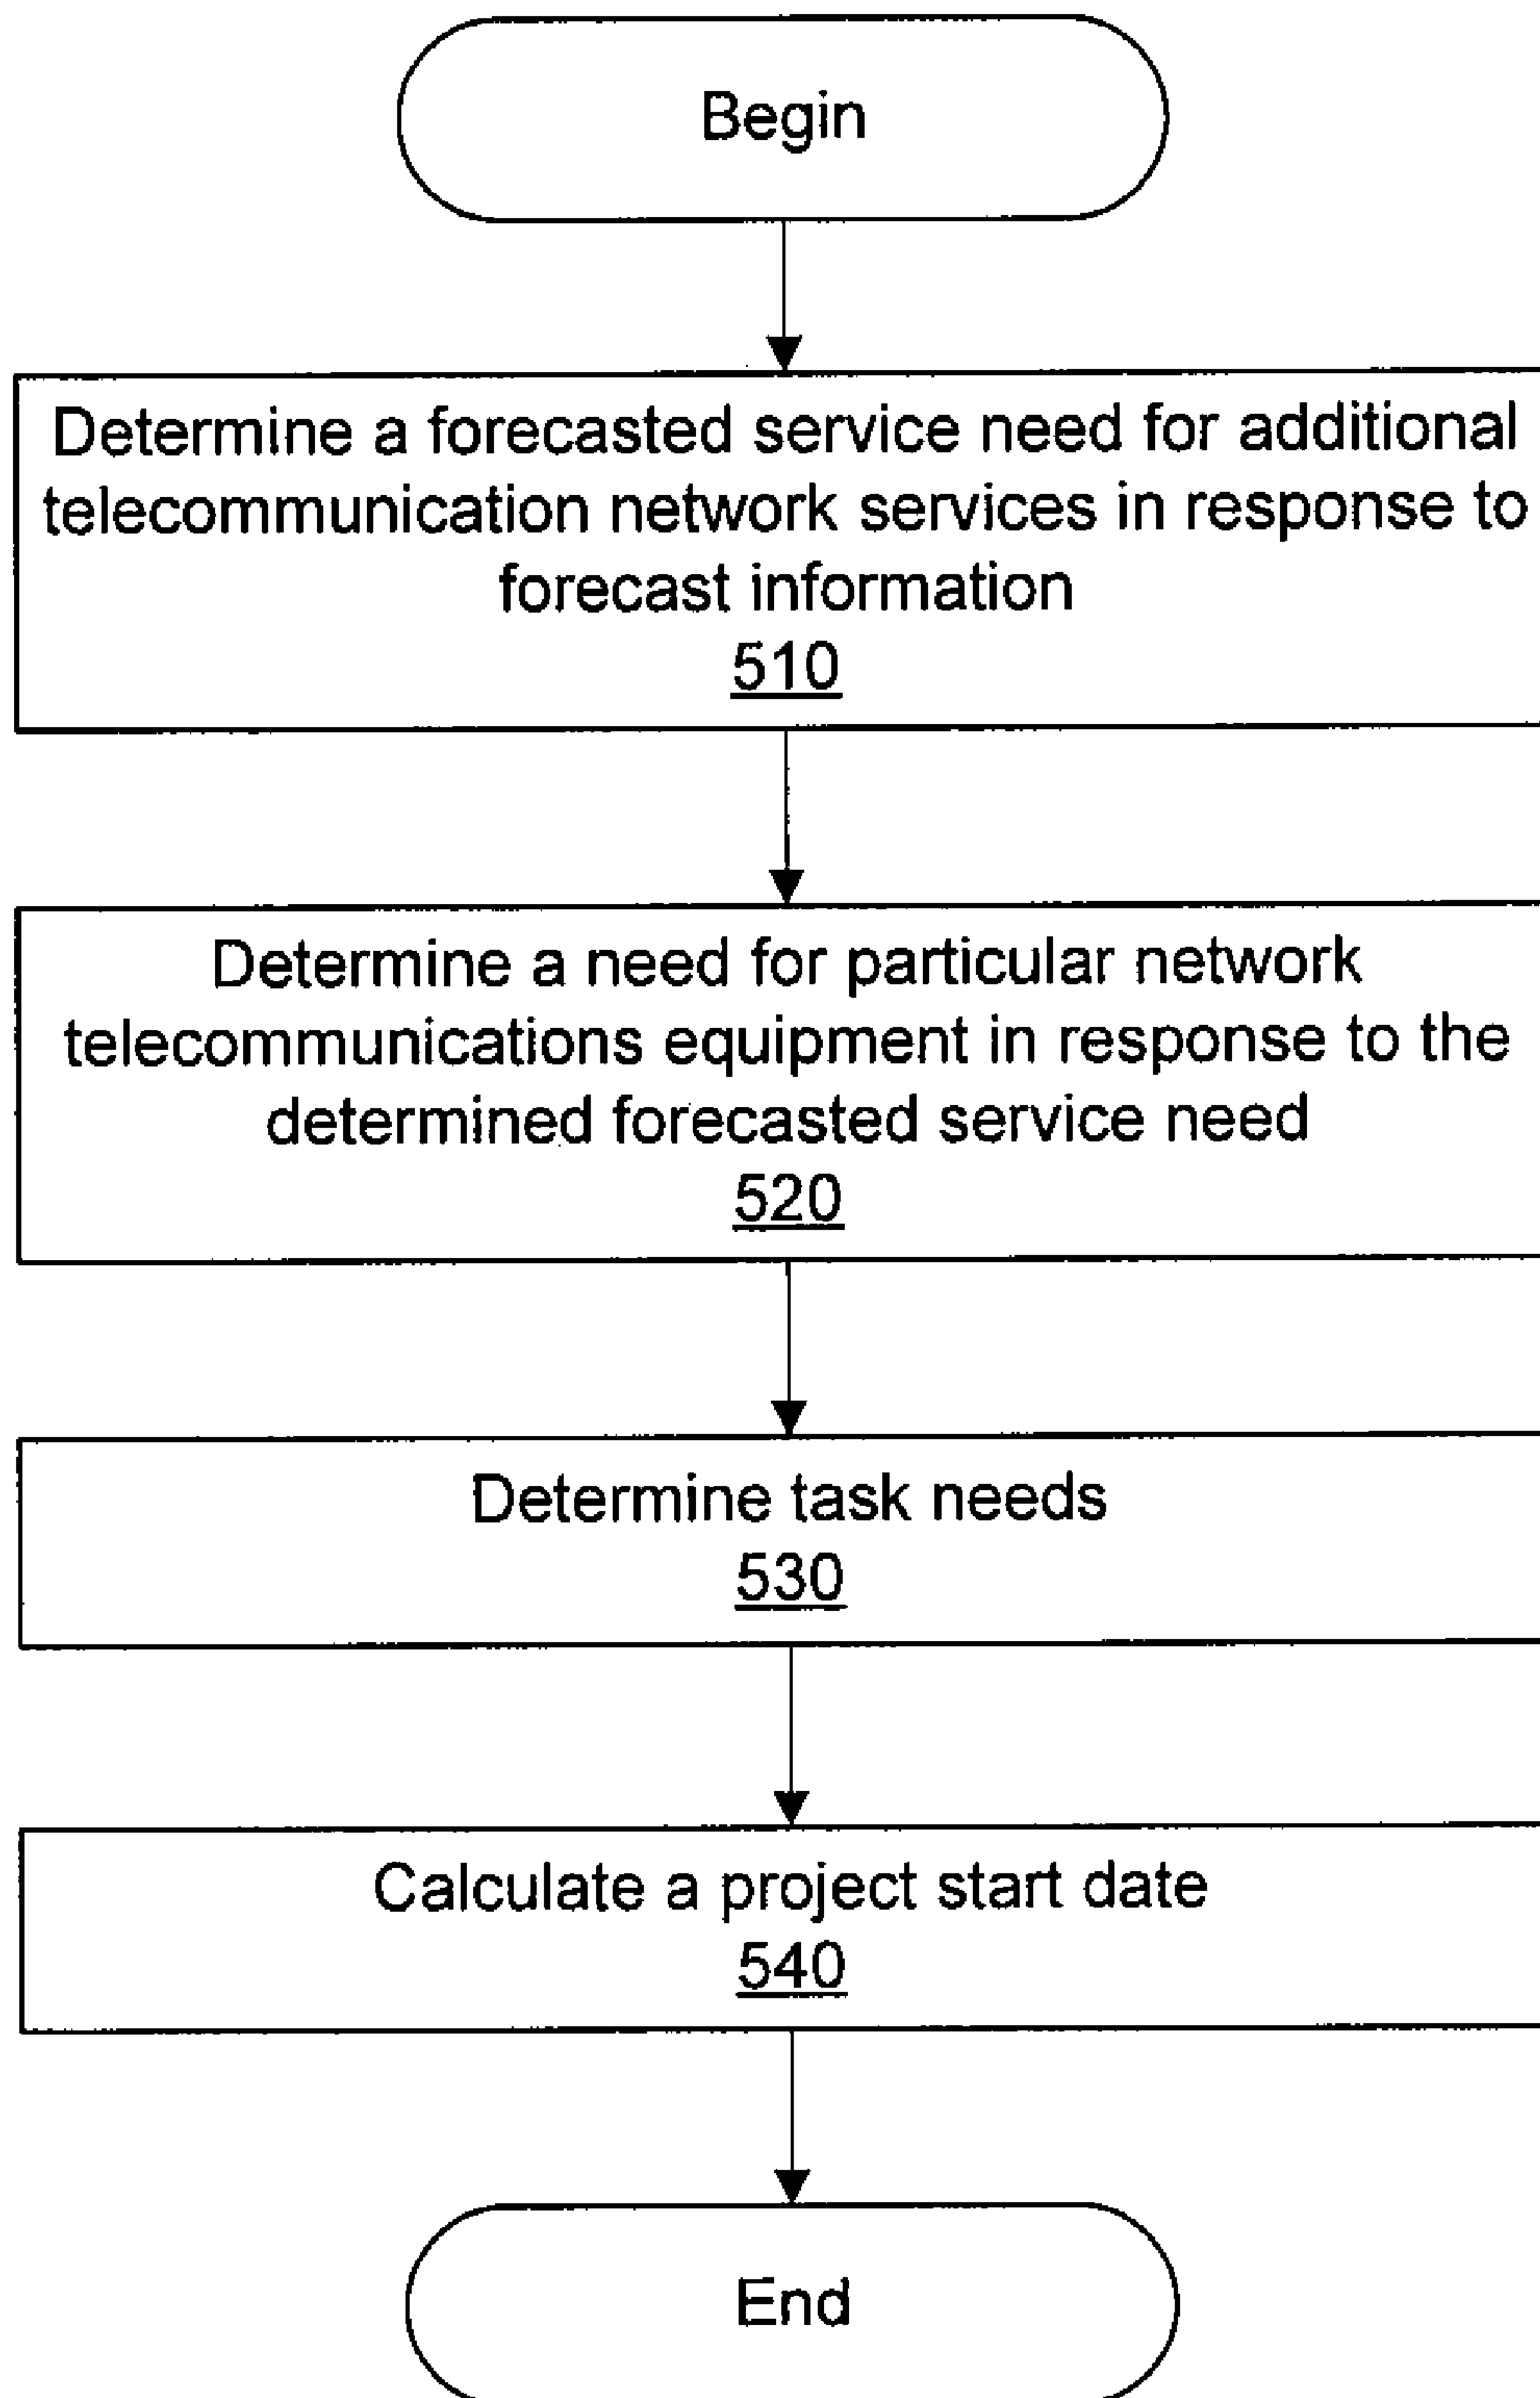 Begin
Determine a forecasted service need for additional
telecommunication network services in response to
forecast information
510
Determine a need for particular network
telecommunications equipment in response to the
determined forecasted service need
520
Determine task needs
530
Calculate a project start date
540
End